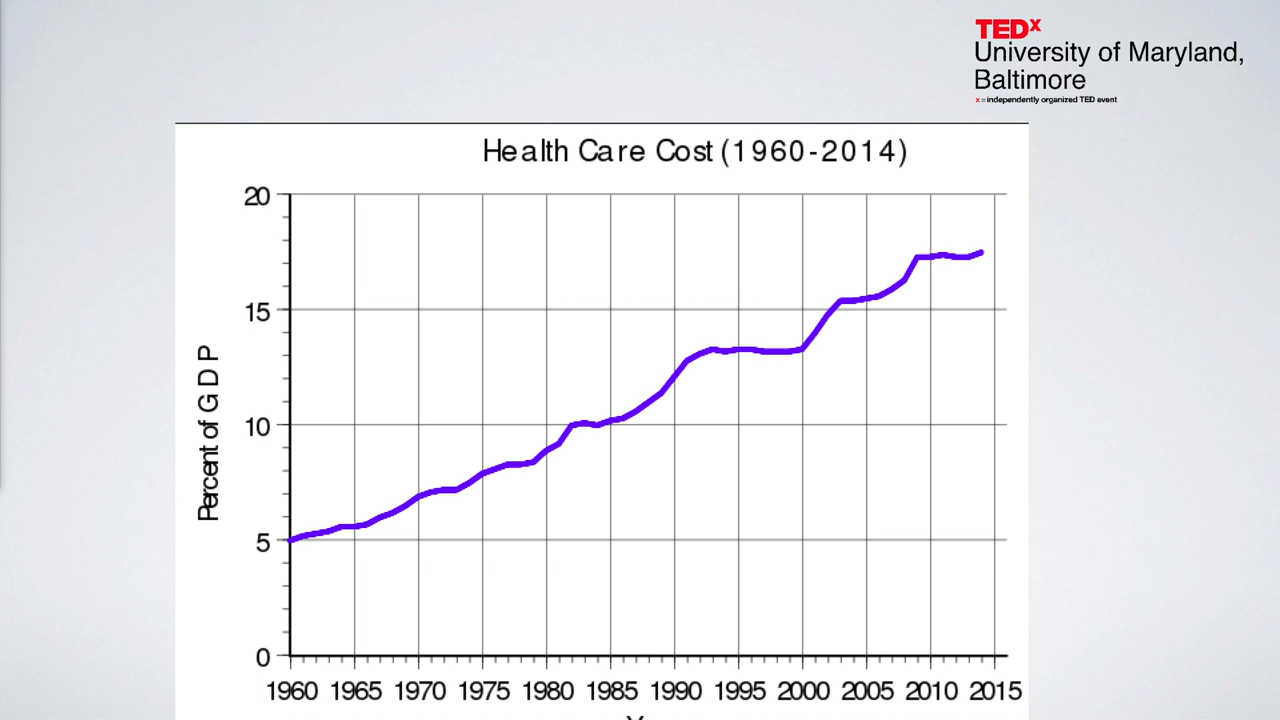 TEDx
University of Maryland,
Baltimore
x = independently organized TED event
Health Care Cost (1960-2014)
20
15
10
5
0
Percent of GDP
1960 1965 1970 1975 1980 1985 1990 1995 2000 2005 2010 2015